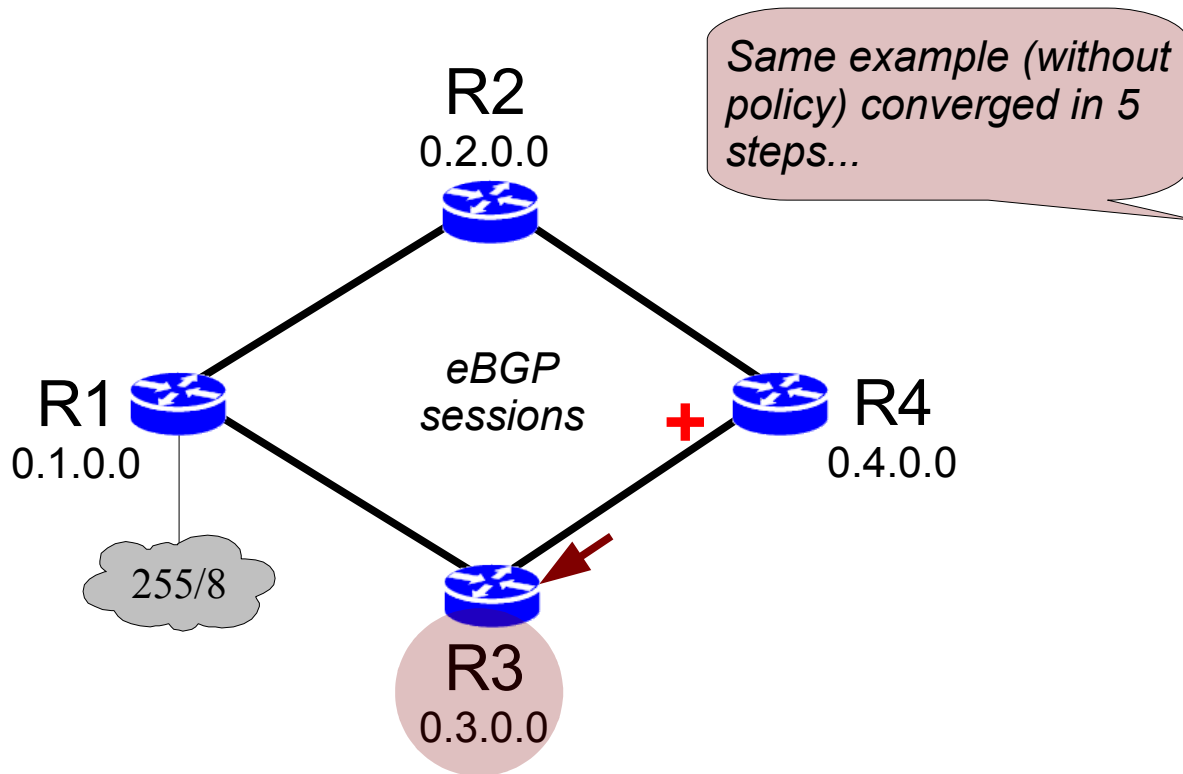 Same example (without
policy) converged in 5
steps...
R2
0.2.0.0
eBGP
sessions
R1
0.1.0.0
+
R4
0.4.0.0
255/8
R3
0.3.0.0